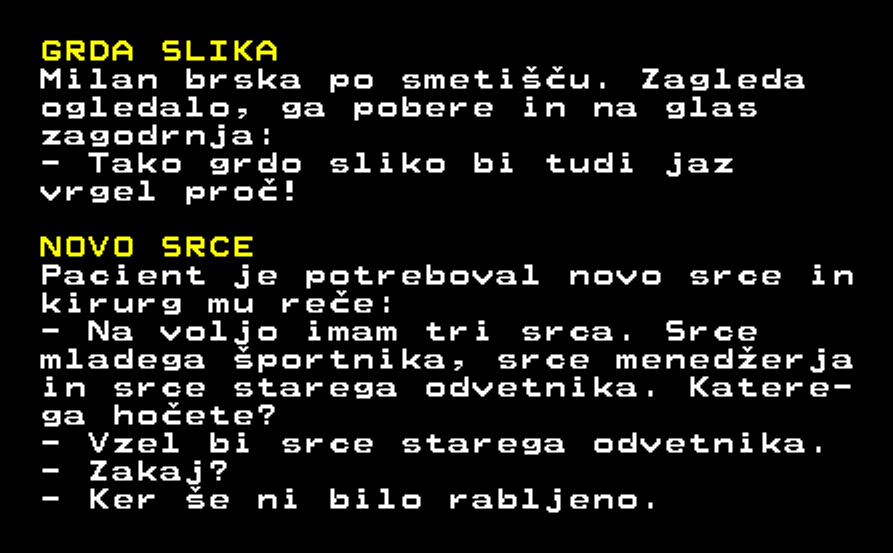 GRDA SLIKA
Milan brska po smetišču. Zagleda
ogledalo, ga pobere in na glas
zagodrnja:
- Tako grdo sliko bi tudi jaz
vrgel proč!
NOVO SRCE
Pacient je potreboval novo srce in
kirurg mu reče:
- Na voljo imam tri srca. Srce
mladega športnika, srce menedžerja
in srce starega odvetnika. Katere-
ga hočete?
- Vzel bi srce starega odvetnika.
- Zakaj?
- Ker še ni bilo rabljeno.